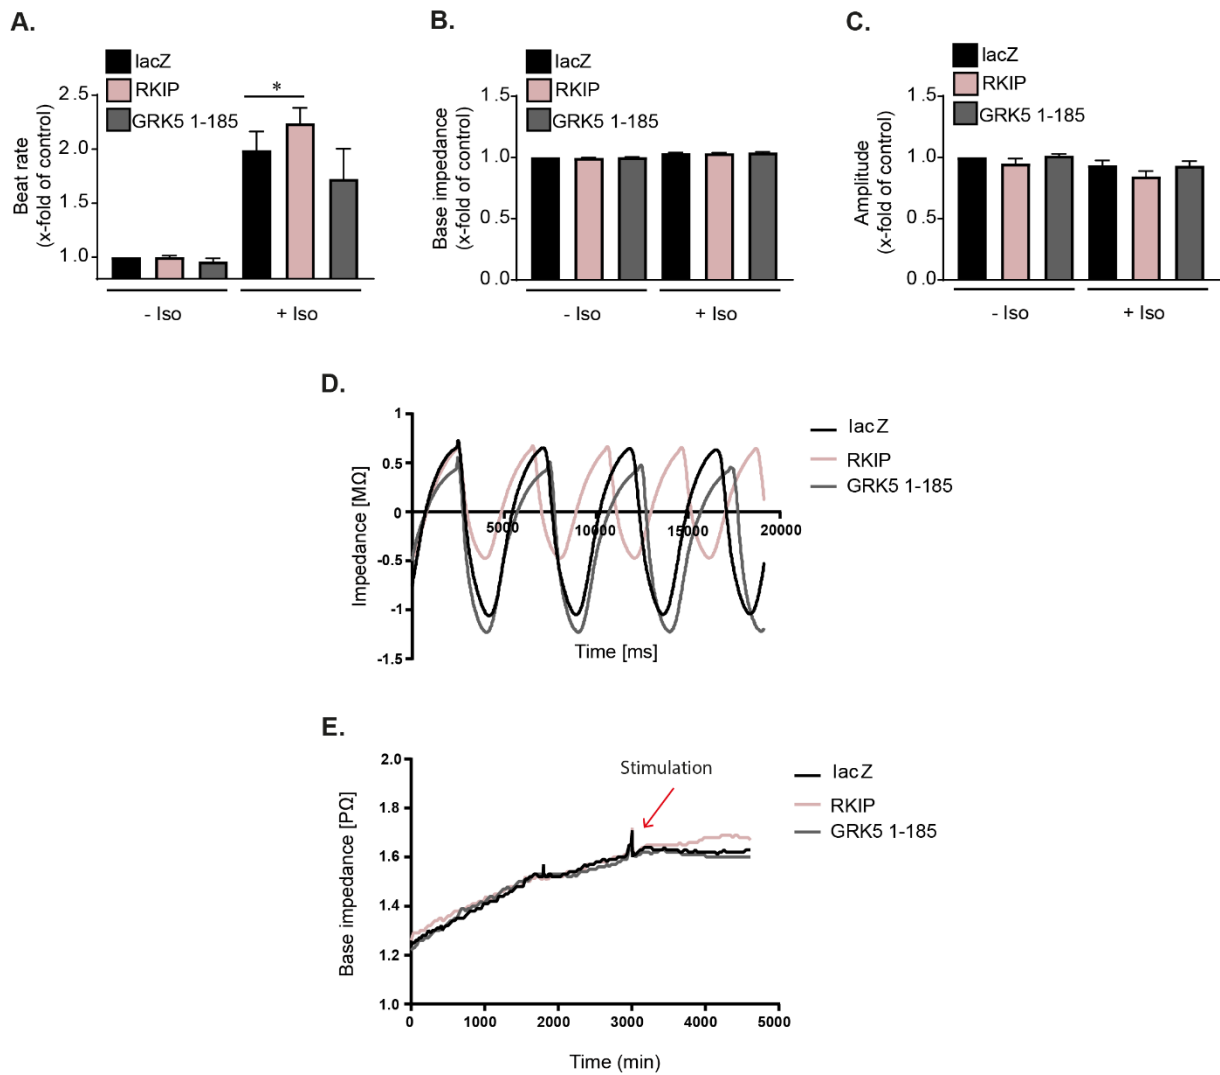 A.
lacZ
RKIP
GRK5 1-185
*
Beat rate
(x-fold of control)
2.5
2.0
1.5
1.0
- Iso
+ Iso
B.
lacZ
RKIP
GRK5 1-185
Base impedance
(x-fold of control)
1.5
1.0
0.5
0.0
- Iso
+ Iso
C.
lacZ
RKIP
GRK5 1-185
Amplitude
(x-fold of control)
1.5
1.0
0.5
0.0
- Iso
+ Iso
D.
Impedance [MΩ]
1
0.5
0
-0.5
-1
-1.5
5000
10000
15000
20000
Time [ms]
lacZ
RKIP
GRK5 1-185
E.
Base impedance [PΩ]
2.0
1.8
1.6
1.4
1.2
1.0
Stimulation
0
1000
2000
3000
4000
5000
Time (min)
lacZ
RKIP
GRK5 1-185